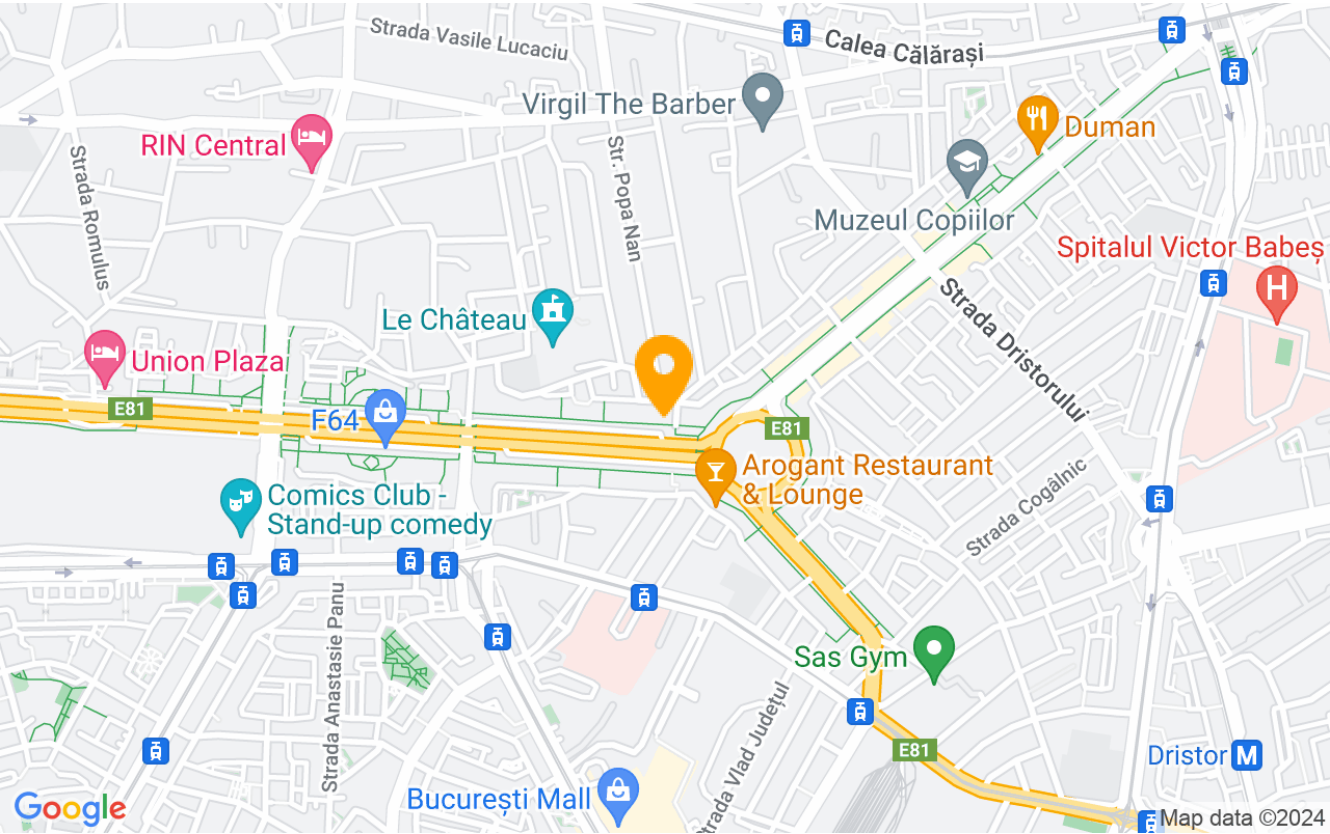 Strada Vasile Lucaciu
Calea Călărași
Virgil The Barber
Duman
RIN Central
Str. Popa Nan
Strada Romulus
Muzeul Copiilor
Spitalul Victor Babeș
H
Strada Dristorului
Le Château
Union Plaza
E81
F64
E81
Arogant Restaurant
& Lounge
Comics Club -
Stand-up comedy
Strada Cogâlnic
Strada Anastasie Panu
Sas Gym
Strada Vlad Județul
E81
Dristor M
București Mall
Google
Map data ©2024